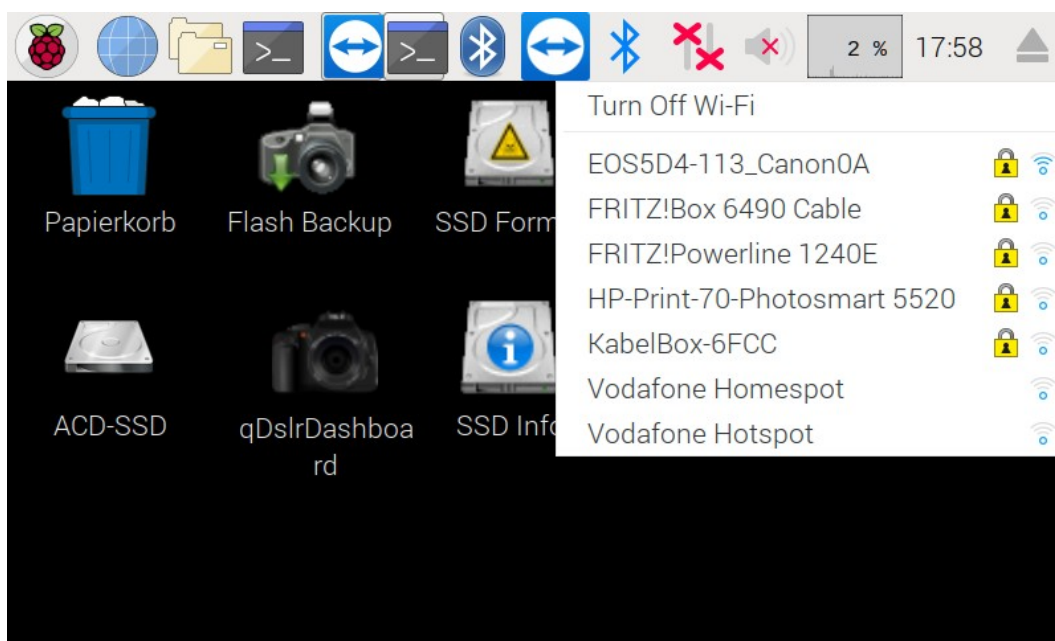 2 % 17:58
Turn Off Wi-Fi
EOS5D4-113_Canon0A
FRITZ!Box 6490 Cable
FRITZ!Powerline 1240E
HP-Print-70-Photosmart 5520
KabelBox-6FCC
Vodafone Homespot
Vodafone Hotspot
Papierkorb
Flash Backup
SSD Form
ACD-SSD
qDslrDashboa
rd
SSD Info